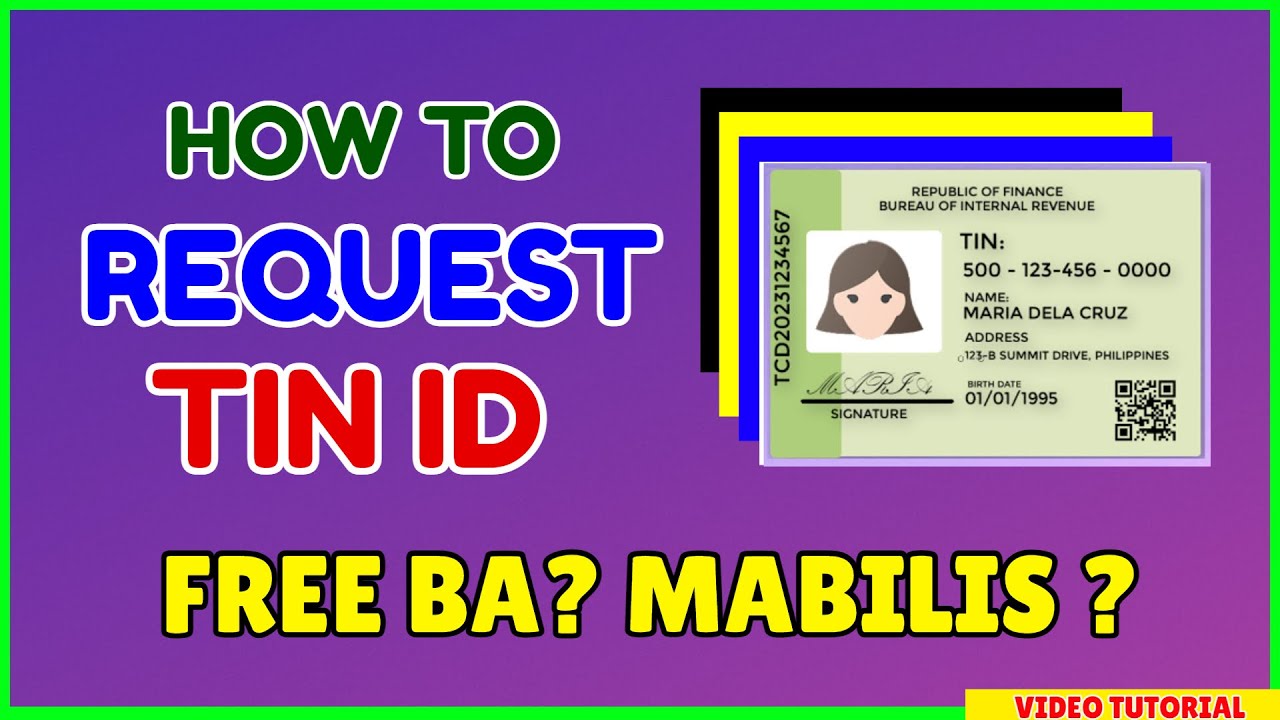 HOW TO
REQUEST
TIN ID
REPUBLIC OF FINANCE
BUREAU OF INTERNAL REVENUE
TCD20231234567
TIN:
500 - 123-456 - 0000
NAME:
MARIA DELA CRUZ
ADDRESS
123-B SUMMIT DRIVE, PHILIPPINES
MARIA
SIGNATURE
BIRTH DATE
01/01/1995
FREE BA? MABILIS ?
VIDEO TUTORIAL